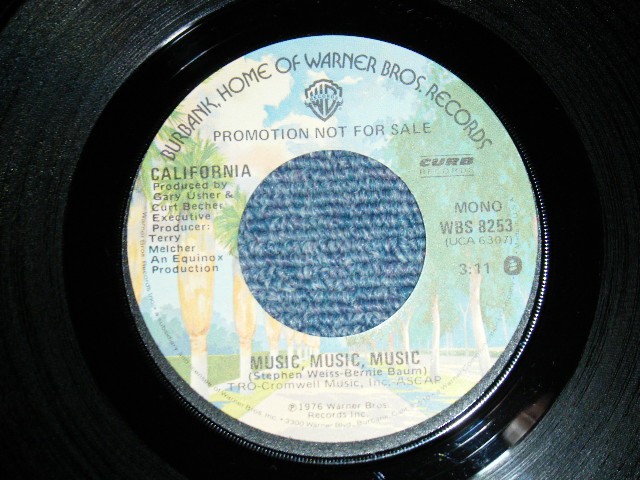 BURBANK, HOME OF WARNER BROS. RECORDS
PROMOTION NOT FOR SALE
CALIFORNIA
Produced by
Gary Usher &
Curt Becher
Executive
Producer:
Terry
Melcher
An Equinox
Production
CURB
RECORDS
MONO
WBS 8253
(UCA 6307)
3:11
MUSIC, MUSIC, MUSIC
(Stephen Weiss-Bernie Baum)
TRO-Cromwell Music, Inc. ASCAP
℗1976 Warner Bros.
Records Inc.